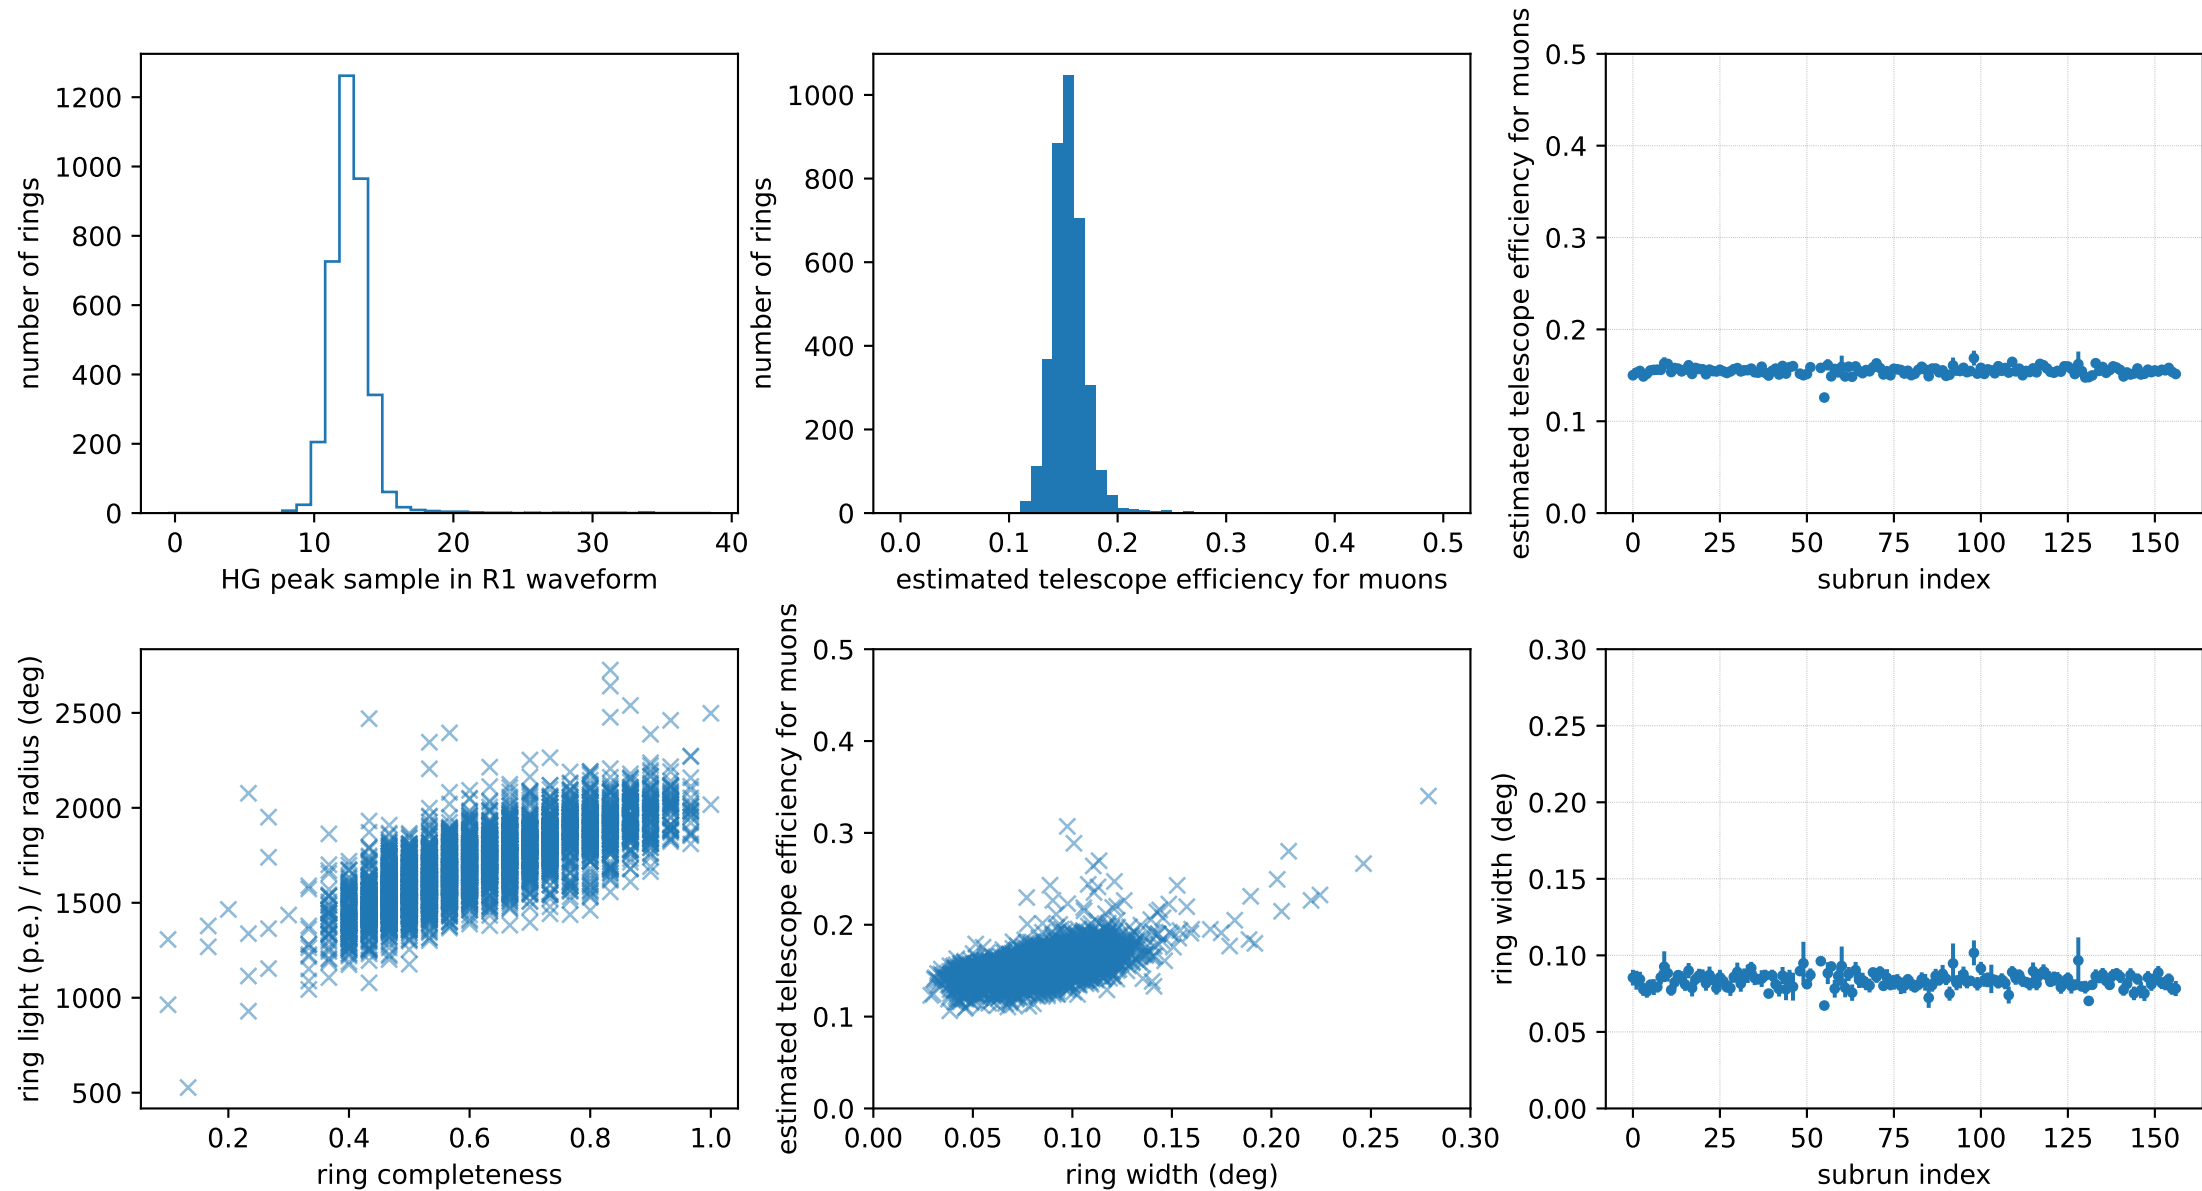 number of rings
1200
1000
800
600
400
200
0
0 10 20 30 40
HG peak sample in R1 waveform
number of rings
1000
800
600
400
200
0
0.0 0.1 0.2 0.3 0.4 0.5
estimated telescope efficiency for muons
estimated telescope efficiency for muons
0.5
0.4
0.3
0.2
0.1
0.0
0 25 50 75 100 125 150
subrun index
ring light (p.e.) / ring radius (deg)
2500
2000
1500
1000
500
0.2 0.4 0.6 0.8 1.0
ring completeness
estimated telescope efficiency for muons
0.5
0.4
0.3
0.2
0.1
0.0
0.00 0.05 0.10 0.15 0.20 0.25 0.30
ring width (deg)
ring width (deg)
0.30
0.25
0.20
0.15
0.10
0.05
0.00
0 25 50 75 100 125 150
subrun index